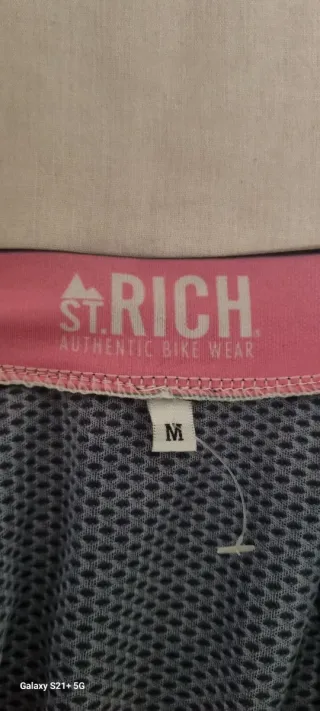 ST.RICH®
AUTHENTIC BIKE WEAR
M
Galaxy S21+ 5G